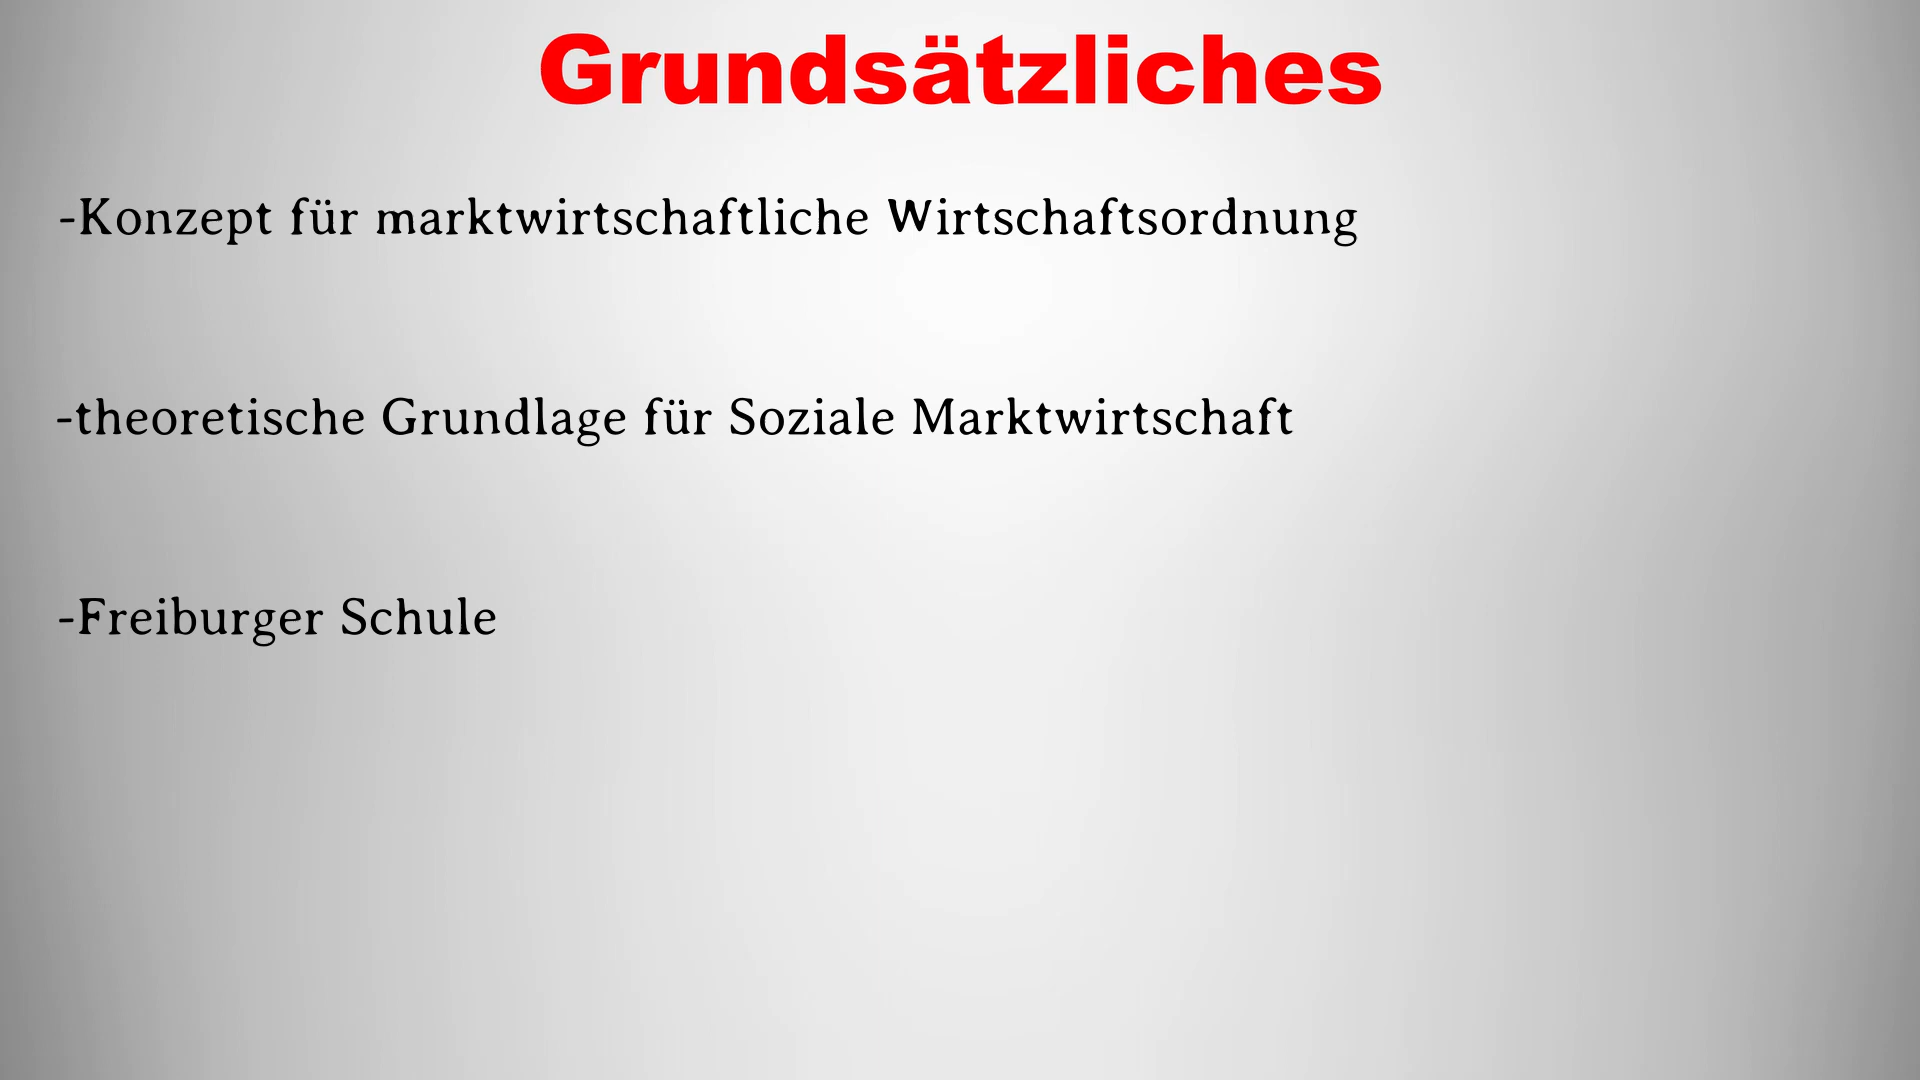 Grundsätzliches
-Konzept für marktwirtschaftliche Wirtschaftsordnung
-theoretische Grundlage für Soziale Marktwirtschaft
-Freiburger Schule